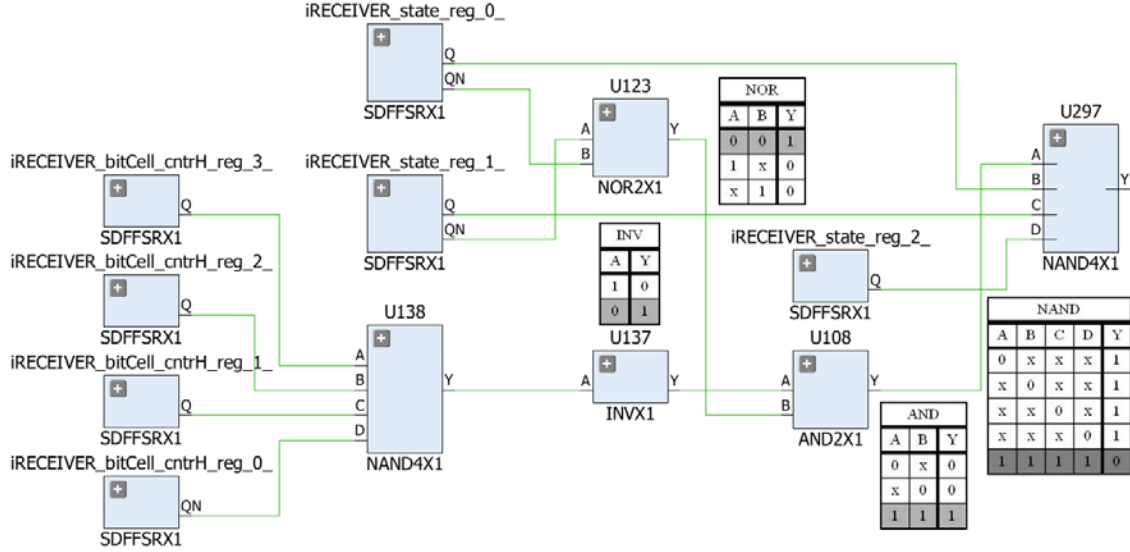 iRECEIVER_state_reg_0_
Q
QN
SDFFSRX1
U123
A
B
Y
NOR2X1
NOR
A B Y
0 0 1
1 x 0
x 1 0
U297
A
B
C
D
Y
NAND4X1
iRECEIVER_bitCell_cntrH_reg_3_
Q
SDFFSRX1
iRECEIVER_state_reg_1_
Q
QN
SDFFSRX1
INV
A Y
1 0
0 1
iRECEIVER_state_reg_2_
Q
SDFFSRX1
iRECEIVER_bitCell_cntrH_reg_2_
Q
SDFFSRX1
U138
A
B
C
D
Y
NAND4X1
U137
A
Y
INVX1
U108
A
B
Y
AND2X1
NAND
A B C D Y
0 x x x 1
x 0 x x 1
x x 0 x 1
x x x 0 1
1 1 1 1 0
AND
A B Y
0 x 0
x 0 0
1 1 1
iRECEIVER_bitCell_cntrH_reg_1_
Q
SDFFSRX1
iRECEIVER_bitCell_cntrH_reg_0_
QN
SDFFSRX1